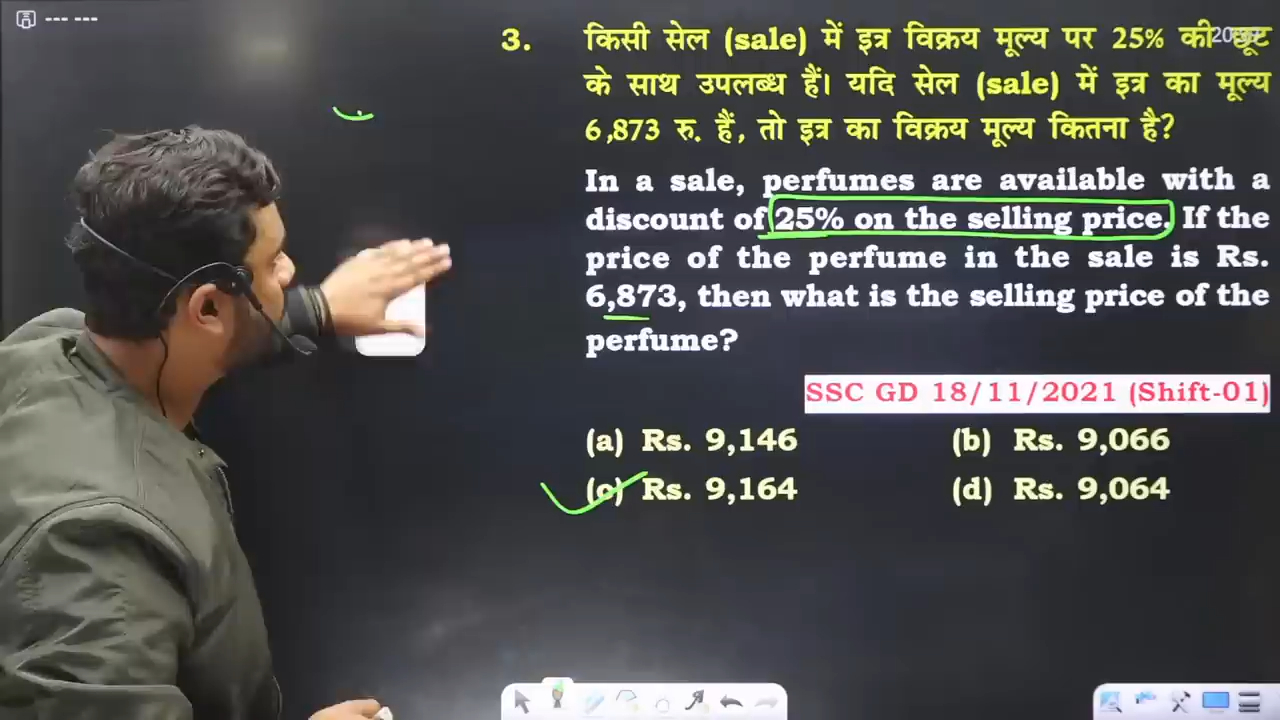 3. किसी सेल (sale) में इत्र विक्रय मूल्य पर 25% की छूट
के साथ उपलब्ध हैं। यदि सेल (sale) में इत्र का मूल्य
6,873 रु. हैं, तो इत्र का विक्रय मूल्य कितना है?
In a sale, perfumes are available with a
discount of 25% on the selling price. If the
price of the perfume in the sale is Rs.
6,873, then what is the selling price of the
perfume?
SSC GD 18/11/2021 (Shift-01)
(a) Rs. 9,146 (b) Rs. 9,066
(c) Rs. 9,164 (d) Rs. 9,064